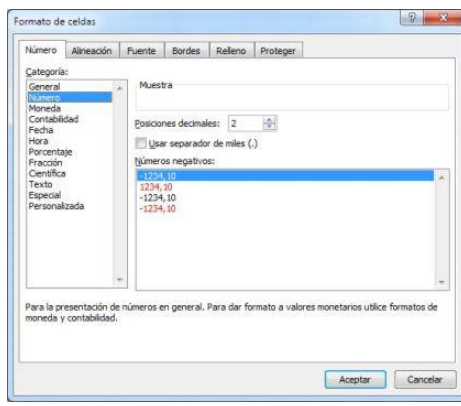 Formato de celdas
Número Alineación Fuente Bordes Relleno Proteger
Categoría:
General
Número
Moneda
Contabilidad
Fecha
Hora
Porcentaje
Fracción
Científica
Texto
Especial
Personalizada
Muestra
Posiciones decimales: 2
Usar separador de miles (.)
Números negativos:
-1234,10
1234,10
-1234,10
-1234,10
Para la presentación de números en general. Para dar formato a valores monetarios utilice formatos de
moneda y contabilidad.
Aceptar Cancelar